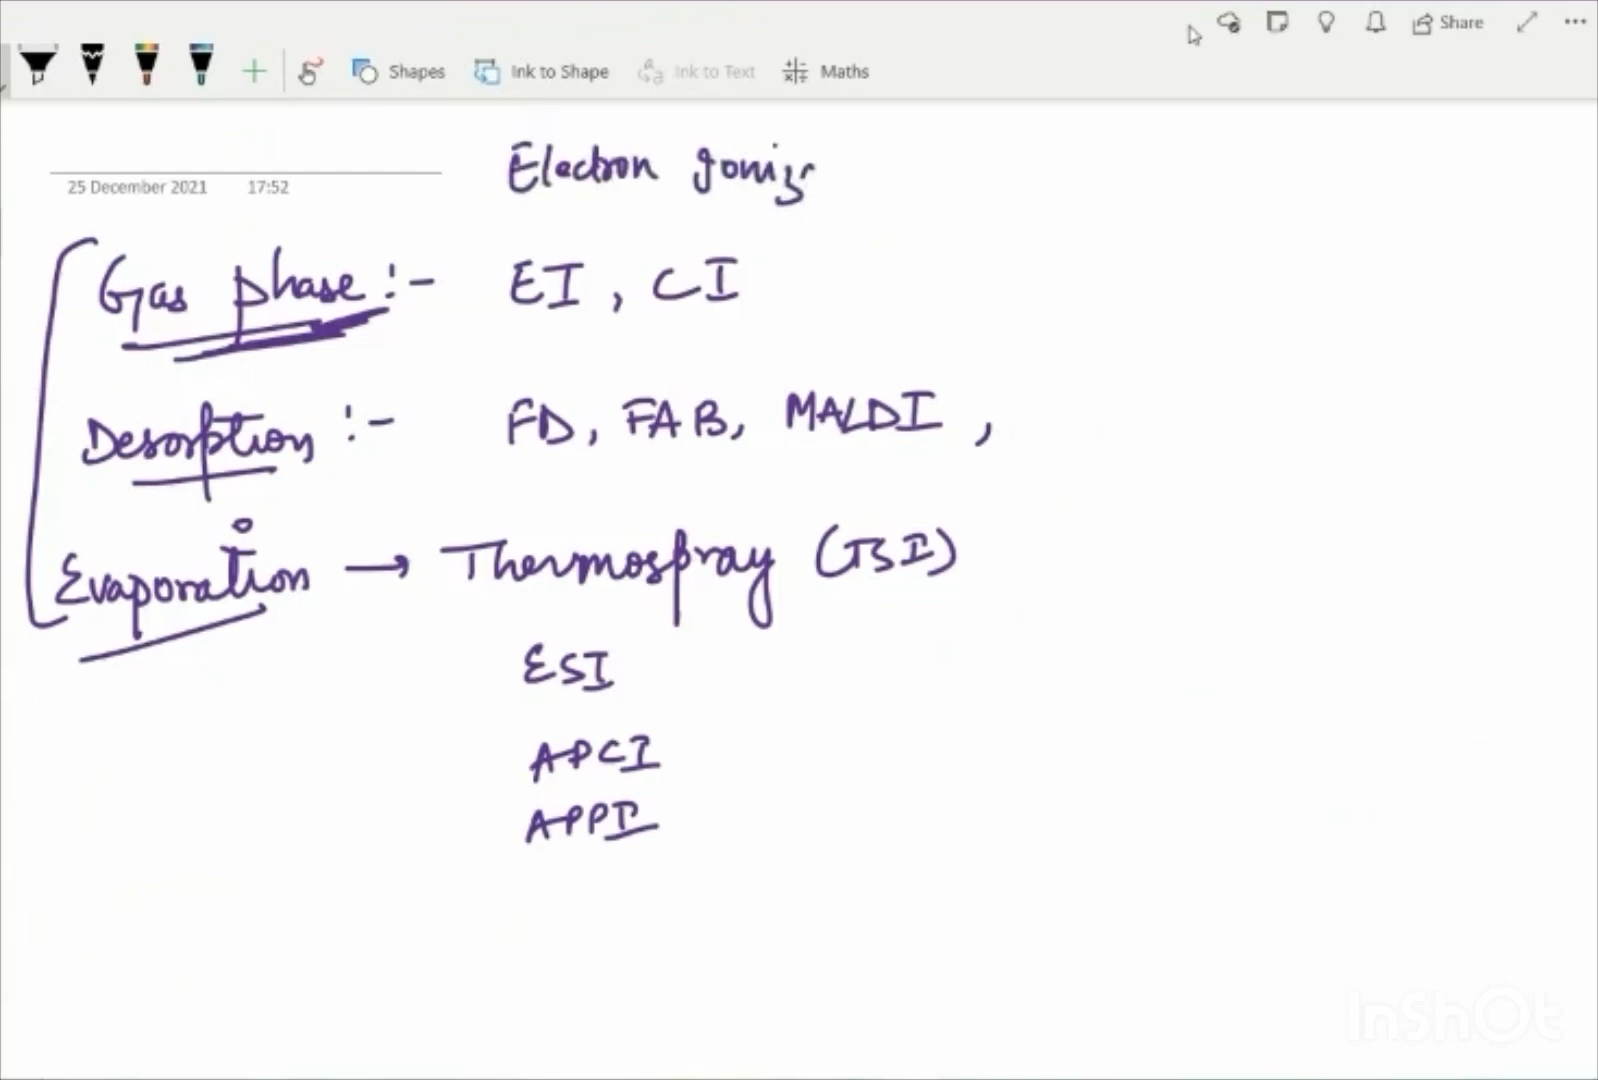 Share
Shapes Ink to Shape Ink to Text Maths
Electron Ioniz
25 December 2021 17:52
Gas phase :- EI, CI
Desorption :- FD, FAB, MALDI,
Evaporation → Thermospray (TSI)
ESI
APCI
APPI
InShOt